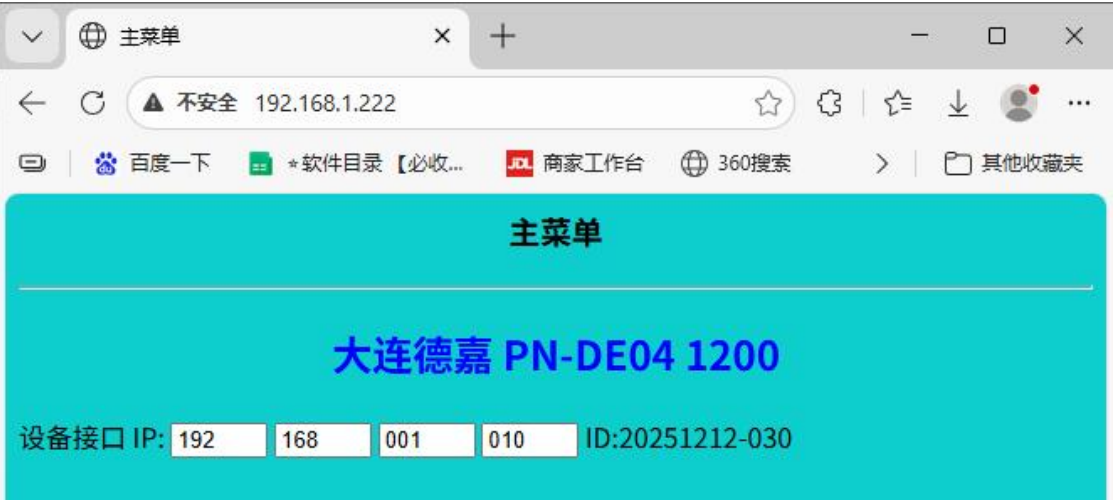 主菜单
不安全 192.168.1.222
百度一下 *软件目录【必收... JDL 商家工作台 360搜索 其他收藏夹
主菜单
大连德嘉 PN-DE04 1200
设备接口 IP: 192 168 001 010 ID:20251212-030